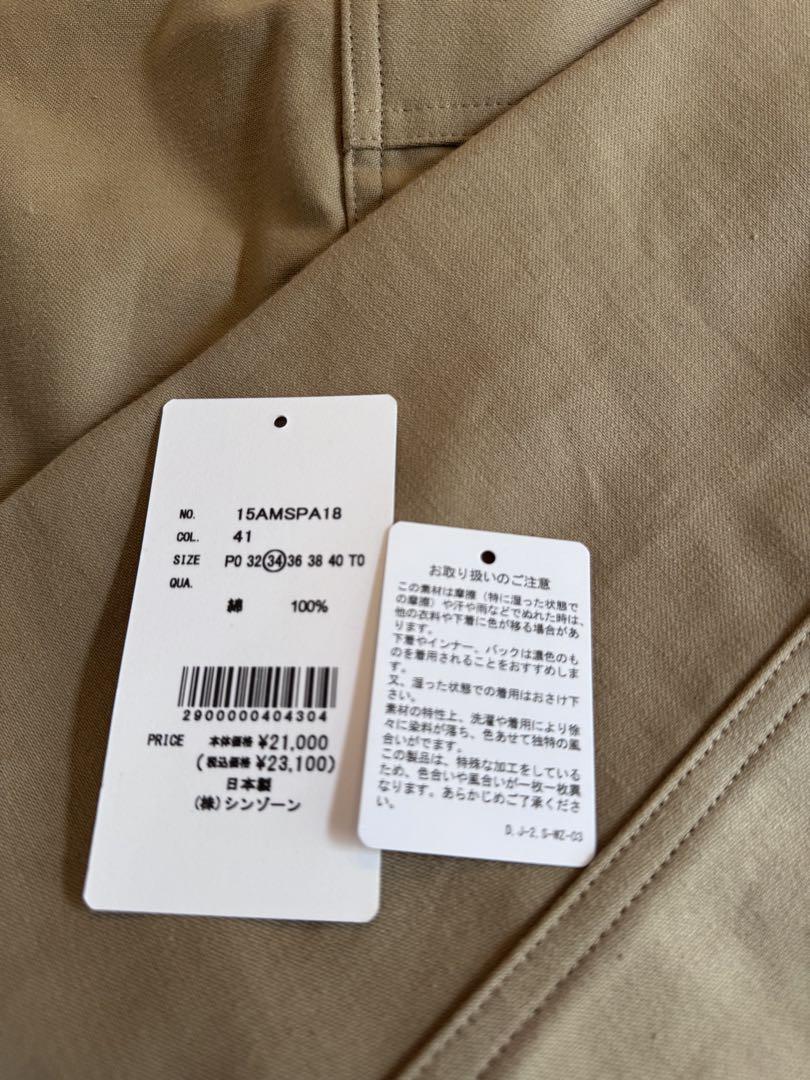 NO. 15AMSPA18
COL. 41
SIZE P0 32 34 36 38 40 T0
QUA.
綿 100%
2900000404304
PRICE 本体価格 ¥21,000
(税込価格 ¥23,100)
日本製
(株)シンゾーン
お取り扱いのご注意
この素材は摩擦(特に湿った状態で
の摩擦)や汗や雨などでぬれた時は、
他の衣料や下着に色が移る場合があ
ります。
下着やインナー、バックは濃色のも
のを着用されることをおすすめしま
す。
又、湿った状態での着用はおさけ下
さい。
素材の特性上、洗濯や着用により徐
々に染料が落ち、色あせて独特の風
合いがでます。
この製品は、特殊な加工をしている
ため、色合いや風合いが一枚一枚異
なります。あらかじめご了承くださ
い。
D.J-2.S-WZ-03